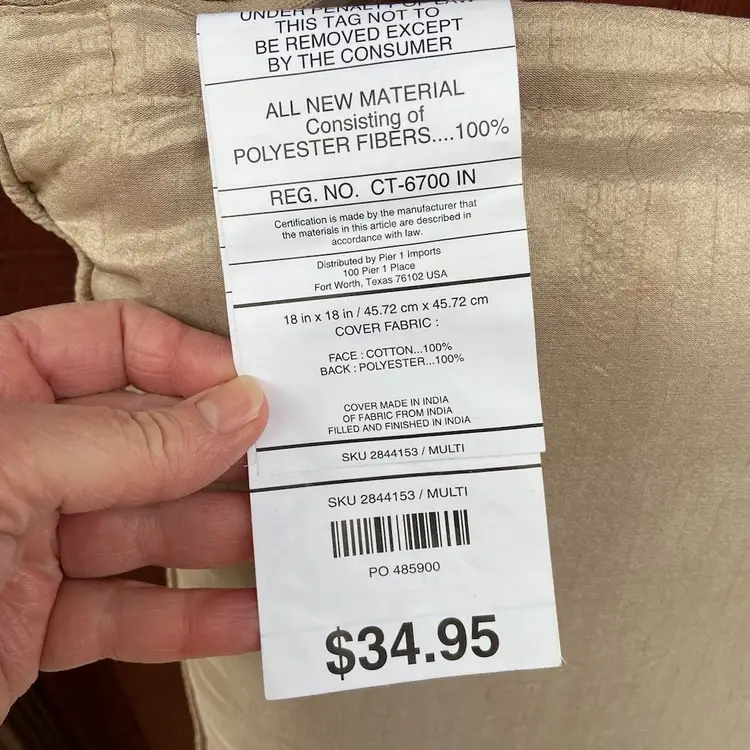 UNDER PENALTY OF LAW
THIS TAG NOT TO
BE REMOVED EXCEPT
BY THE CONSUMER
ALL NEW MATERIAL
Consisting of
POLYESTER FIBERS....100%
REG. NO. CT-6700 IN
Certification is made by the manufacturer that
the materials in this article are described in
accordance with law.
Distributed by Pier 1 imports
100 Pier 1 Place
Fort Worth, Texas 76102 USA
18 in x 18 in / 45.72 cm x 45.72 cm
COVER FABRIC :
FACE : COTTON...100%
BACK : POLYESTER...100%
COVER MADE IN INDIA
OF FABRIC FROM INDIA
FILLED AND FINISHED IN INDIA
SKU 2844153 / MULTI
SKU 2844153 / MULTI
PO 485900
$34.95